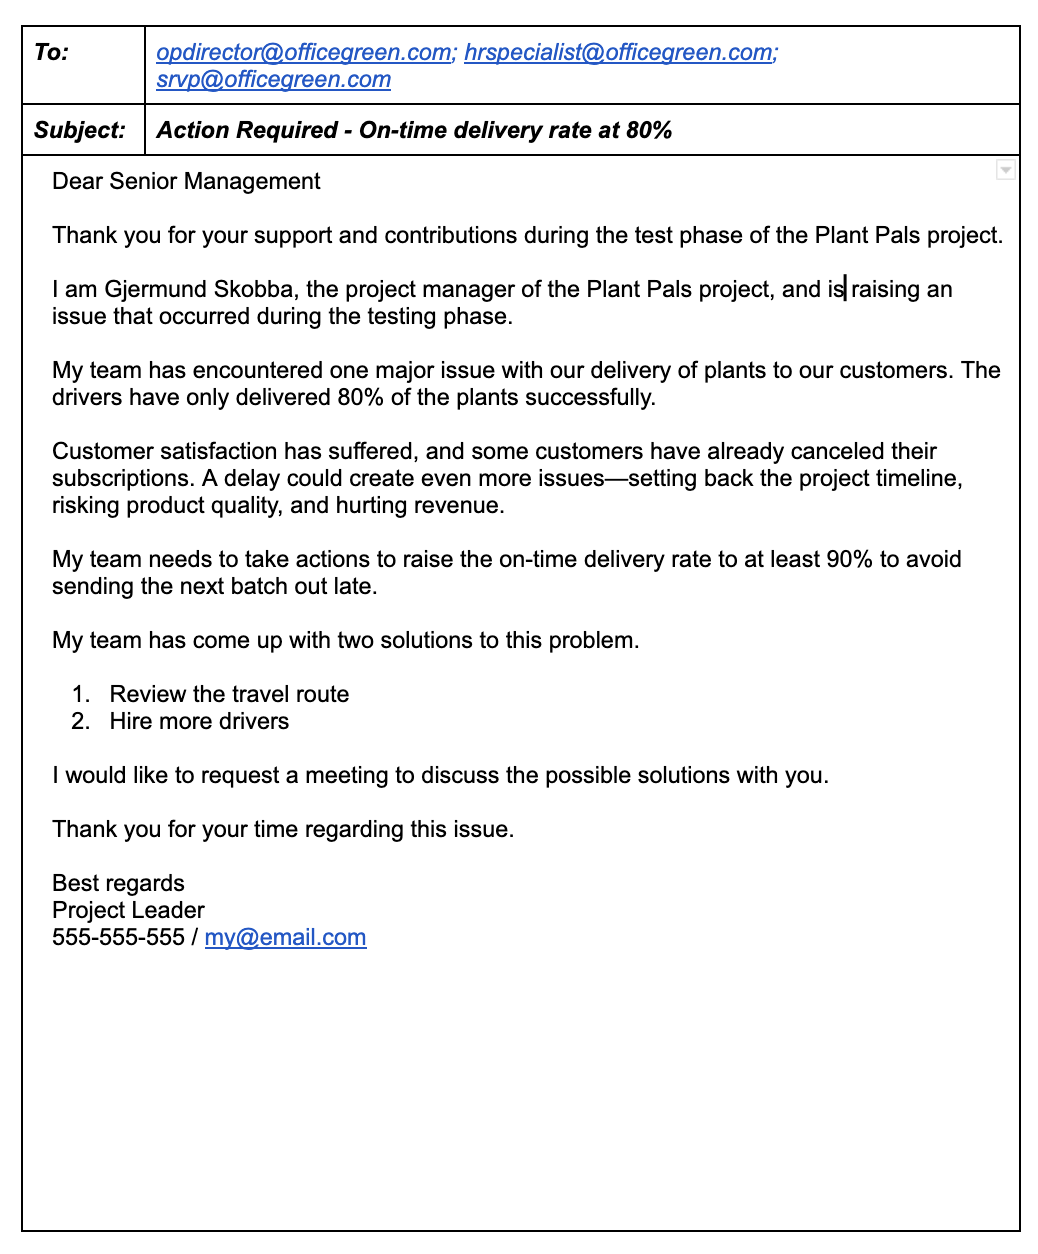 To:
opdirector@officegreen.com; hrspecialist@officegreen.com;
srvp@officegreen.com
Subject:
Action Required - On-time delivery rate at 80%
Dear Senior Management
Thank you for your support and contributions during the test phase of the Plant Pals project.
I am Gjermund Skobba, the project manager of the Plant Pals project, and is raising an
issue that occurred during the testing phase.
My team has encountered one major issue with our delivery of plants to our customers. The
drivers have only delivered 80% of the plants successfully.
Customer satisfaction has suffered, and some customers have already canceled their
subscriptions. A delay could create even more issues—setting back the project timeline,
risking product quality, and hurting revenue.
My team needs to take actions to raise the on-time delivery rate to at least 90% to avoid
sending the next batch out late.
My team has come up with two solutions to this problem.
1. Review the travel route
2. Hire more drivers
I would like to request a meeting to discuss the possible solutions with you.
Thank you for your time regarding this issue.
Best regards
Project Leader
555-555-555 / my@email.com